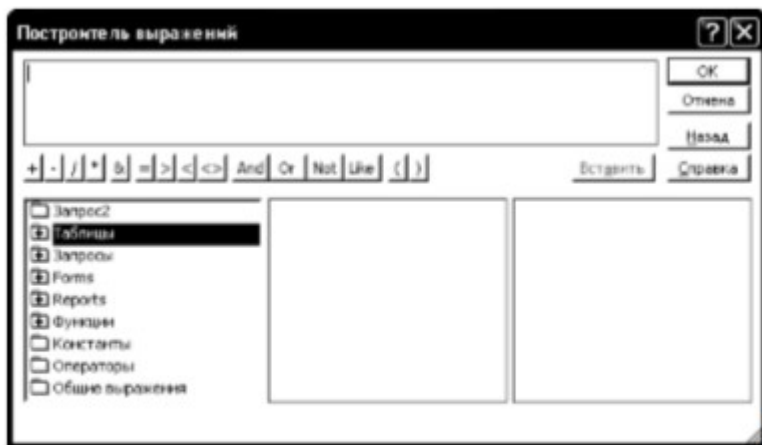 Построитель выражений
OK
Отмена
Назад
+ - / * & = > < <> And Or Not Like ( ) Вставить Справка
Запрос2
Таблицы
Запросы
Forms
Reports
Функции
Константы
Операторы
Общие выражения